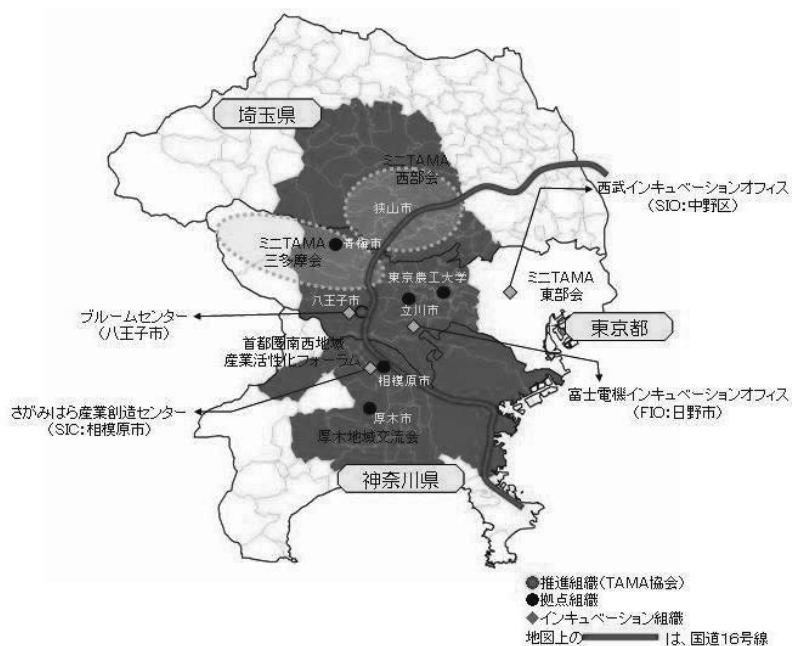 埼玉県
ミニTAMA
西部会
狭山市
西武インキュベーションオフィス
(SIO:中野区)
ミニTAMA
三多摩会
青梅市
東京農工大学
ミニTAMA
東部会
八王子市
立川市
ブルームセンター
(八王子市)
東京都
首都圏南西地域
産業活性化フォーラム
相模原市
富士電機インキュベーションオフィス
(FIO:日野市)
さがみはら産業創造センター
(SIC:相模原市)
厚木市
厚木地域交流会
神奈川県
●推進組織(TAMA協会)
●拠点組織
◆インキュベーション組織
地図上の は、国道16号線